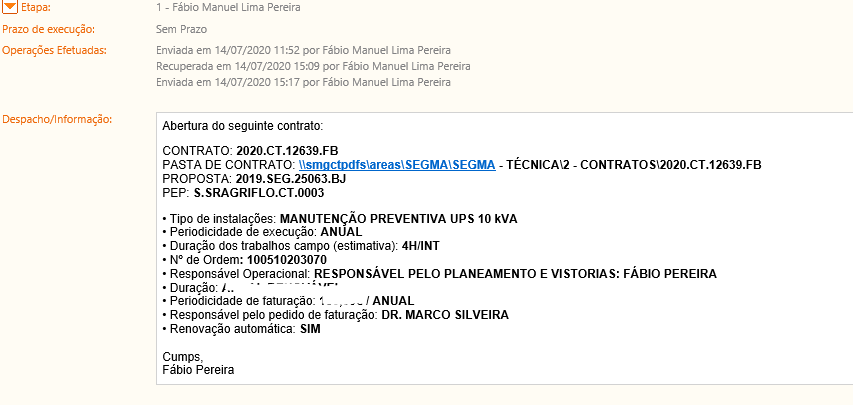 Etapa: 1 - Fábio Manuel Lima Pereira
Prazo de execução: Sem Prazo
Operações Efetuadas: Enviada em 14/07/2020 11:52 por Fábio Manuel Lima Pereira
Recuperada em 14/07/2020 15:09 por Fábio Manuel Lima Pereira
Enviada em 14/07/2020 15:17 por Fábio Manuel Lima Pereira
Despacho/Informação: Abertura do seguinte contrato:
CONTRATO: 2020.CT.12639.FB
PASTA DE CONTRATO: \\smgctpdfs\areas\SEGMA\SEGMA - TÉCNICA\2 - CONTRATOS\2020.CT.12639.FB
PROPOSTA: 2019.SEG.25063.BJ
PEP: S.SRAGRIFLO.CT.0003
• Tipo de instalações: MANUTENÇÃO PREVENTIVA UPS 10 kVA
• Periodicidade de execução: ANUAL
• Duração dos trabalhos campo (estimativa): 4H/INT
• Nº de Ordem: 100510203070
• Responsável Operacional: RESPONSÁVEL PELO PLANEAMENTO E VISTORIAS: FÁBIO PEREIRA
• Duração:
• Periodicidade de faturação: / ANUAL
• Responsável pelo pedido de faturação: DR. MARCO SILVEIRA
• Renovação automática: SIM
Cumps,
Fábio Pereira